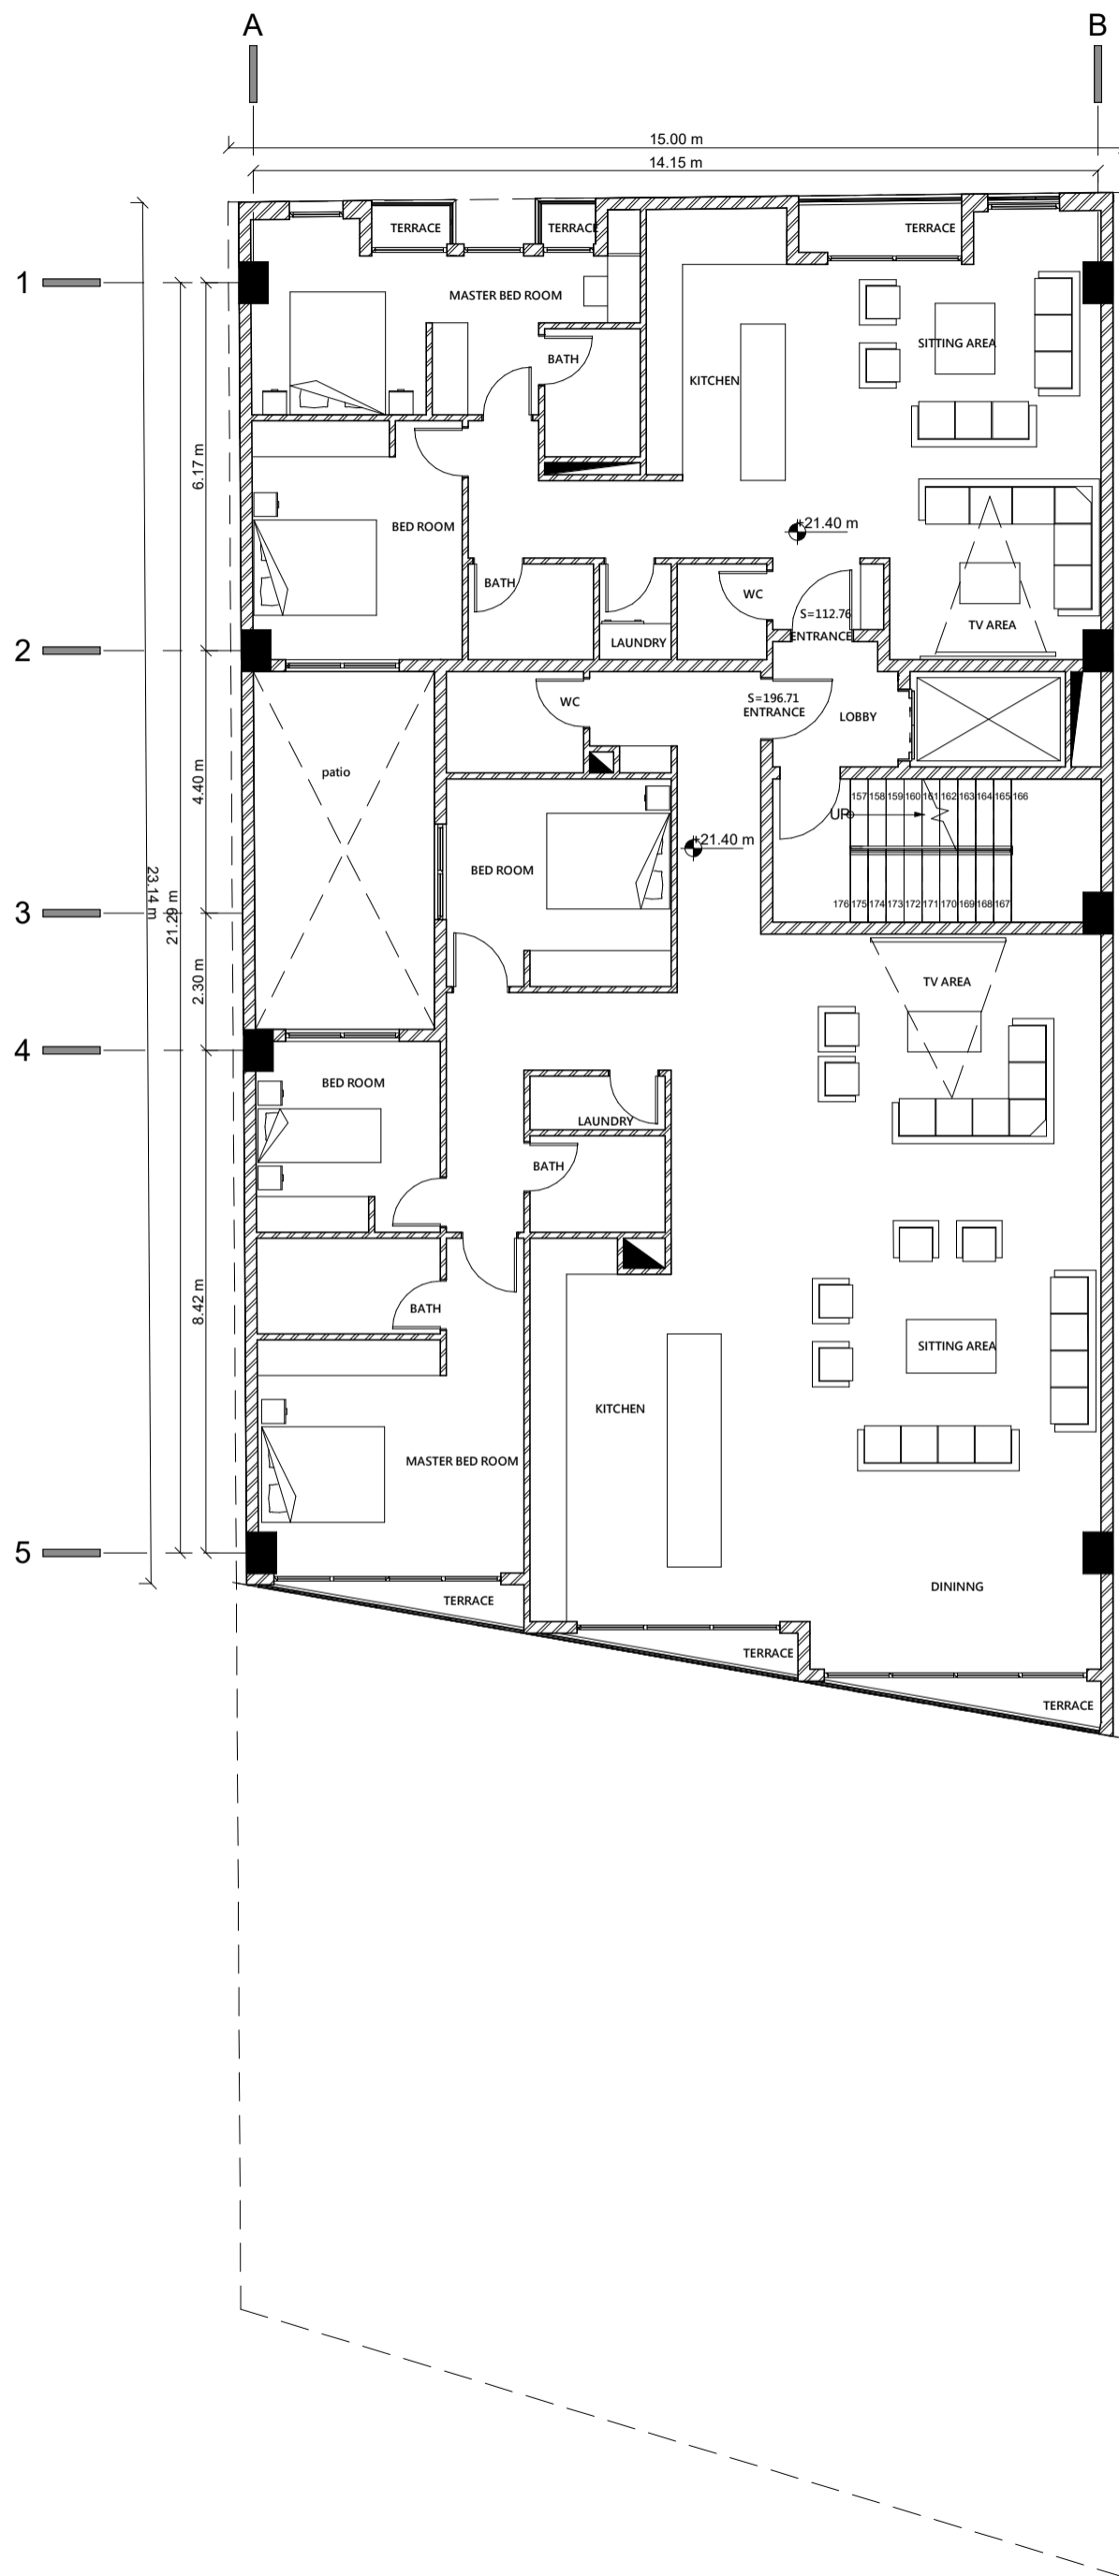 A
B
15.00 m
14.15 m
TERRACE
TERRACE
TERRACE
1
MASTER BED ROOM
SITTING AREA
BATH
KITCHEN
6.17 m
BED ROOM
+21.40 m
BATH
WC
S=112.76
ENTRANCE
LAUNDRY
TV AREA
2
WC
S=196.71
ENTRANCE
LOBBY
patio
4.40 m
157 158 159 160 161 162 163 164 165 166
UP
+21.40 m
BED ROOM
23.14 m
21.29 m
176 175 174 173 172 171 170 169 168 167
3
2.30 m
TV AREA
4
BED ROOM
LAUNDRY
BATH
8.42 m
BATH
SITTING AREA
KITCHEN
MASTER BED ROOM
5
DININNG
TERRACE
TERRACE
TERRACE